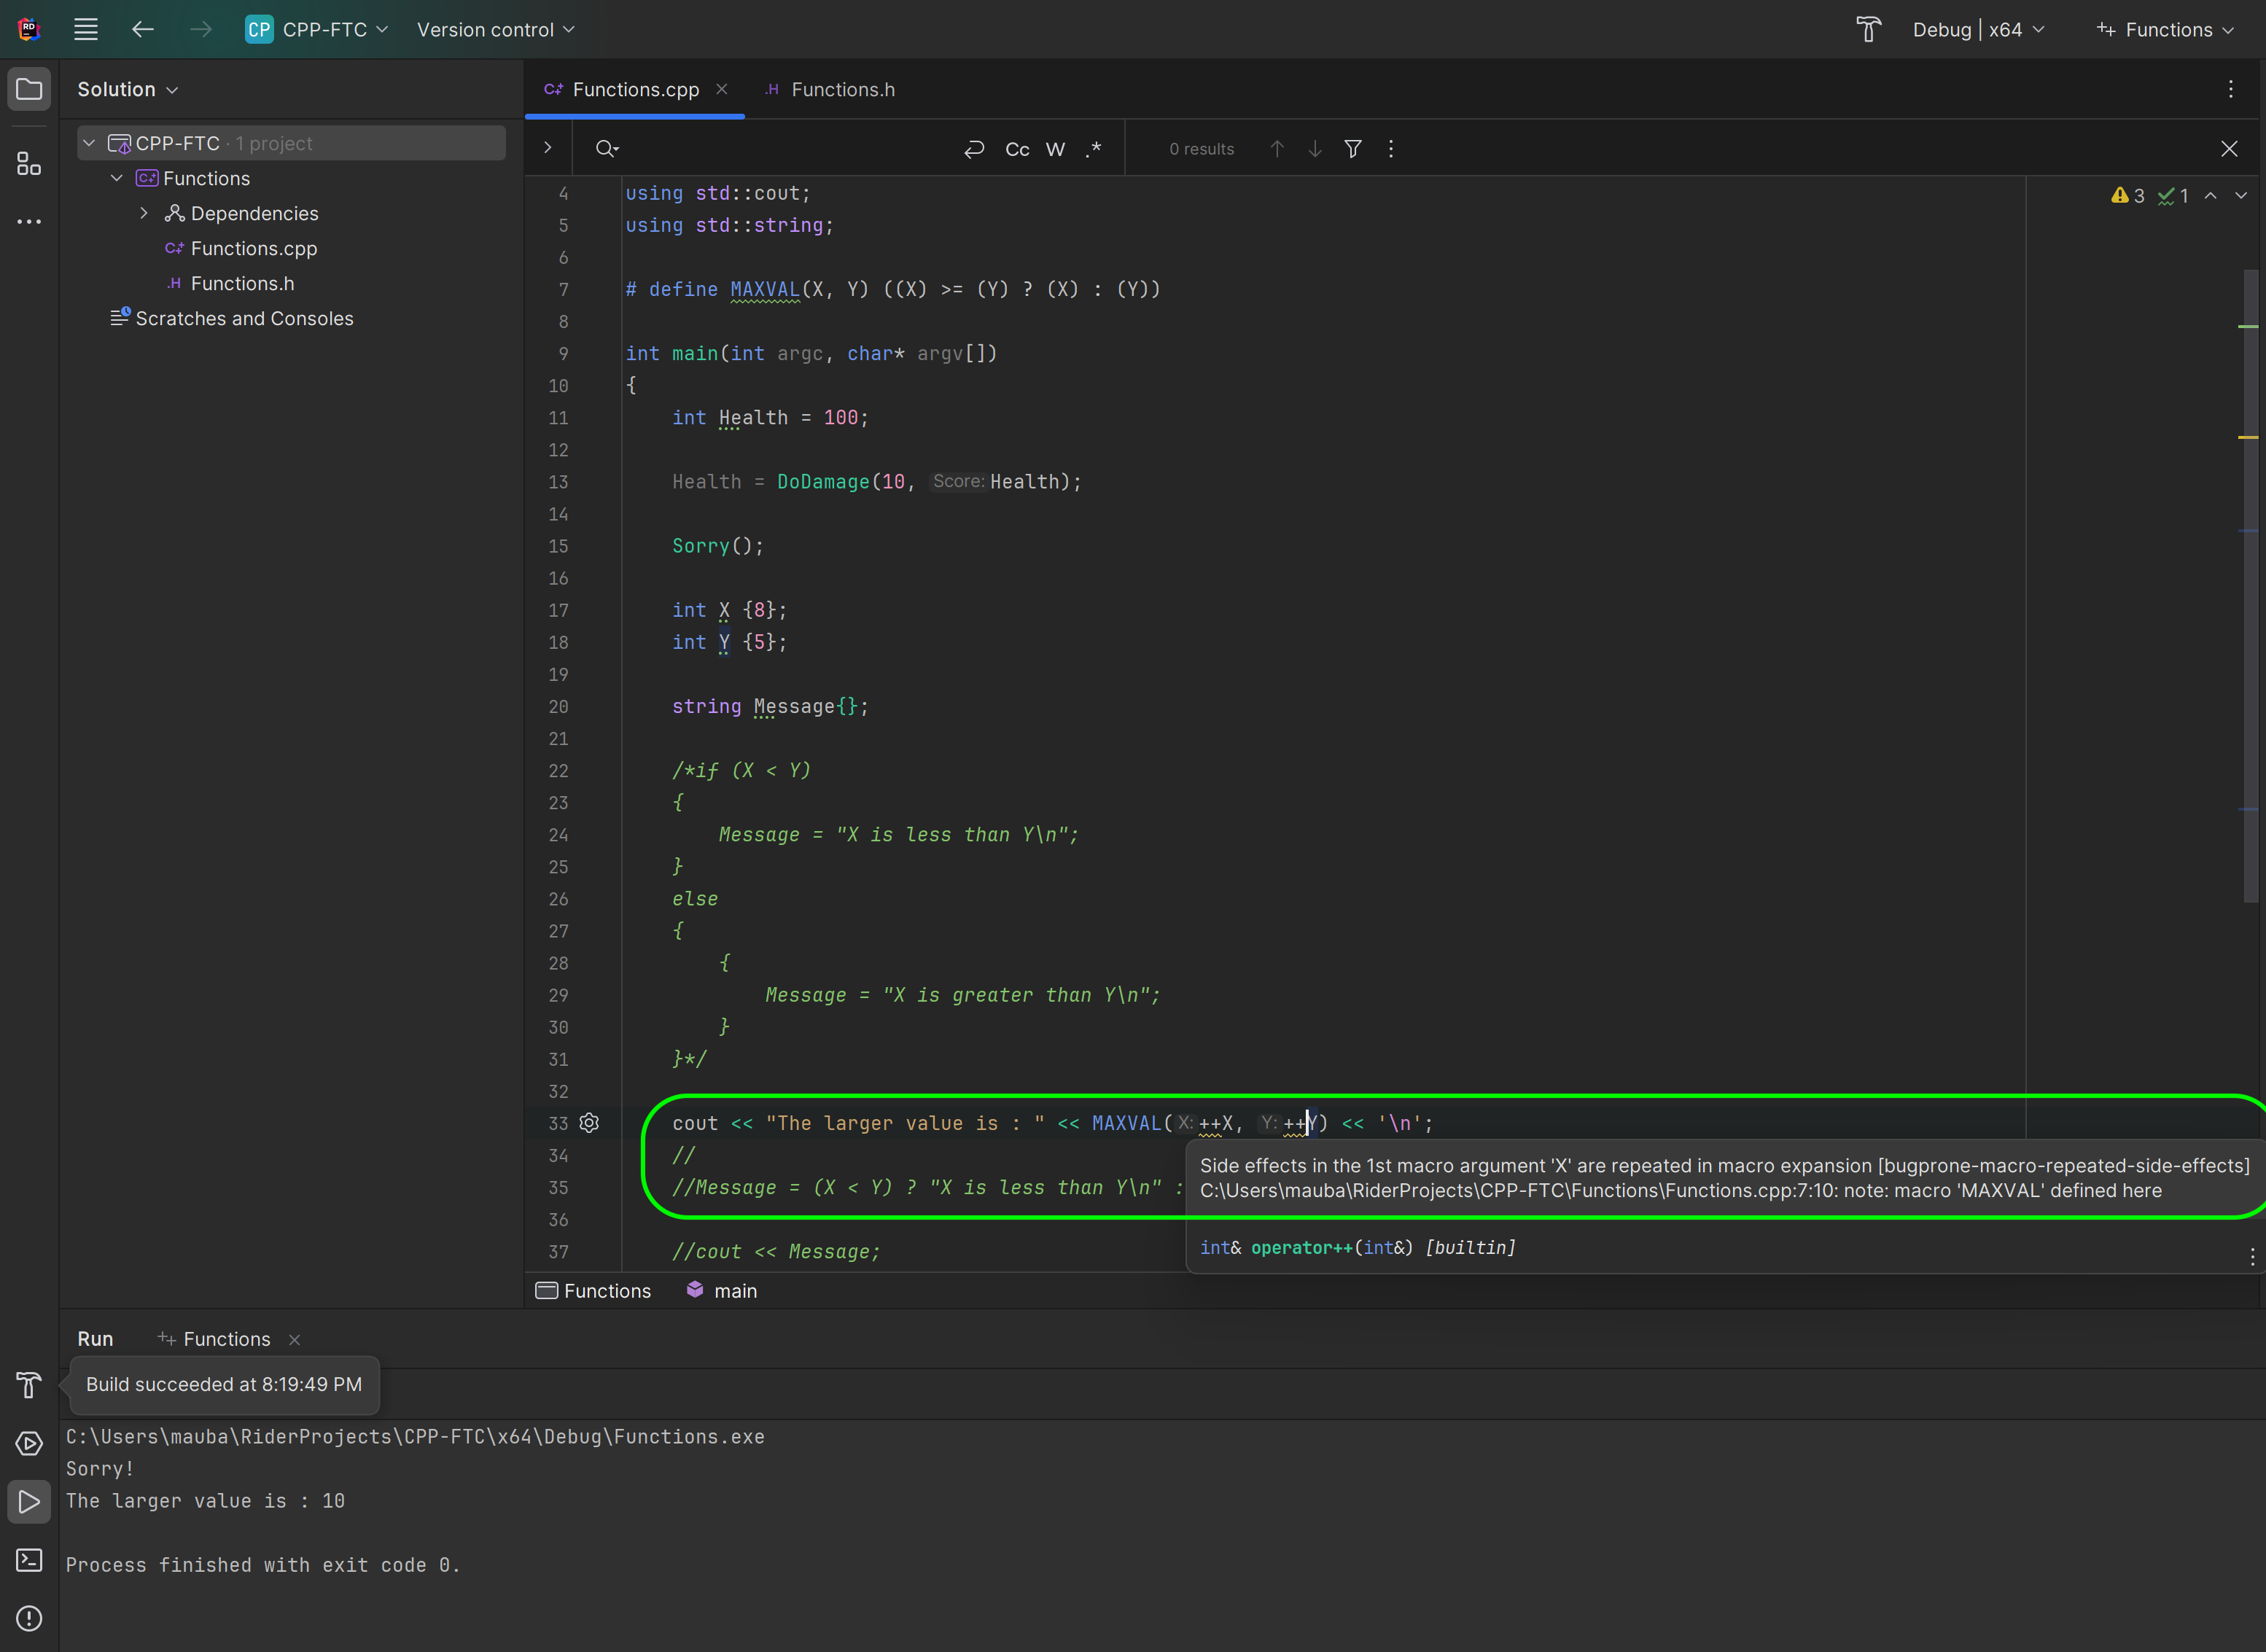 RD
CP CPP-FTC Version control Debug | x64 Functions
Solution
Functions.cpp
Functions.h
CPP-FTC · 1 project
Functions
Dependencies
Functions.cpp
Functions.h
Scratches and Consoles
Cc W .* 0 results
3 1
4 using std::cout;
5 using std::string;
6
7 # define MAXVAL(X, Y) ((X) >= (Y) ? (X) : (Y))
8
9 int main(int argc, char* argv[])
10 {
11 int Health = 100;
12
13 Health = DoDamage(10, Score: Health);
14
15 Sorry();
16
17 int X {8};
18 int Y {5};
19
20 string Message{};
21
22 /*if (X < Y)
23 {
24 Message = "X is less than Y\n";
25 }
26 else
27 {
28 {
29 Message = "X is greater than Y\n";
30 }
31 }*/
32
33 cout << "The larger value is : " << MAXVAL(X: ++X, Y: ++Y) << '\n';
34 //
35 //Message = (X < Y) ? "X is less than Y\n" :
36
37 //cout << Message;
Side effects in the 1st macro argument 'X' are repeated in macro expansion [bugprone-macro-repeated-side-effects]
C:\Users\mauba\RiderProjects\CPP-FTC\Functions\Functions.cpp:7:10: note: macro 'MAXVAL' defined here
int& operator++(int&) [builtin]
Functions main
Run Functions
Build succeeded at 8:19:49 PM
C:\Users\mauba\RiderProjects\CPP-FTC\x64\Debug\Functions.exe
Sorry!
The larger value is : 10
Process finished with exit code 0.